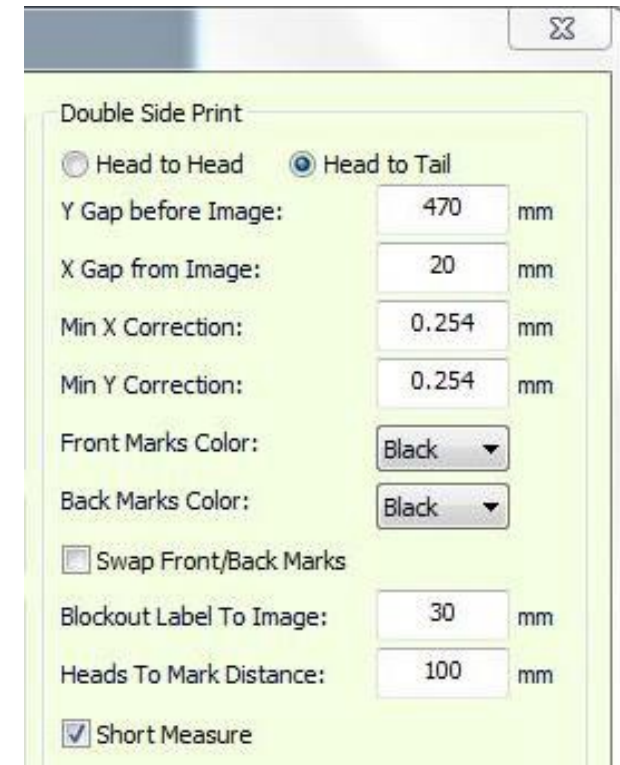 Double Side Print
Head to Head Head to Tail
Y Gap before Image: 470 mm
X Gap from Image: 20 mm
Min X Correction: 0.254 mm
Min Y Correction: 0.254 mm
Front Marks Color: Black
Back Marks Color: Black
Swap Front/Back Marks
Blockout Label To Image: 30 mm
Heads To Mark Distance: 100 mm
Short Measure